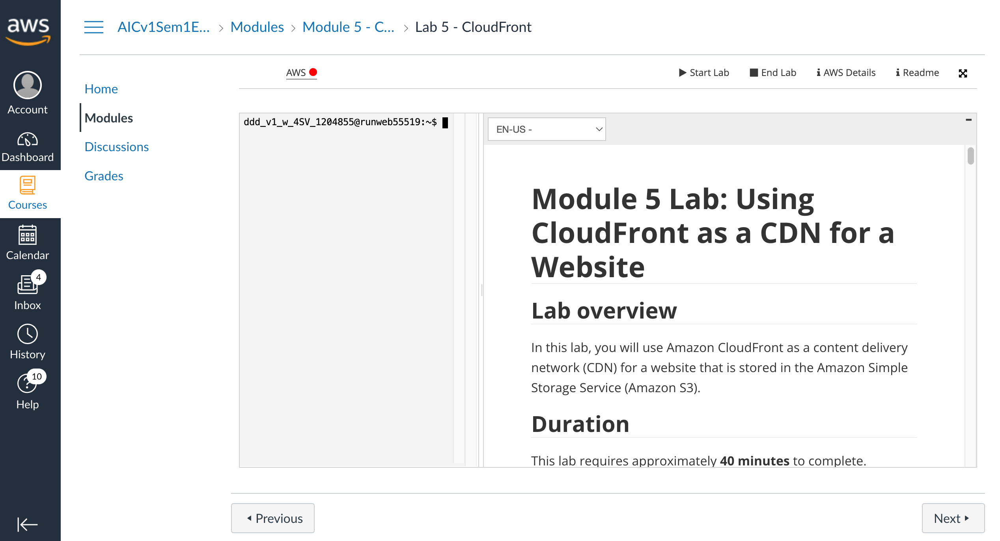 aws
Account
Dashboard
Courses
Calendar
4
Inbox
History
10
Help
AICv1Sem1E... > Modules > Module 5 - C... > Lab 5 - CloudFront
Home
Modules
Discussions
Grades
AWS
Start Lab
End Lab
AWS Details
Readme
ddd_v1_w_4SV_1204855@runweb55519:~$
EN-US -
Module 5 Lab: Using
CloudFront as a CDN for a
Website
Lab overview
In this lab, you will use Amazon CloudFront as a content delivery
network (CDN) for a website that is stored in the Amazon Simple
Storage Service (Amazon S3).
Duration
This lab requires approximately 40 minutes to complete.
Previous
Next